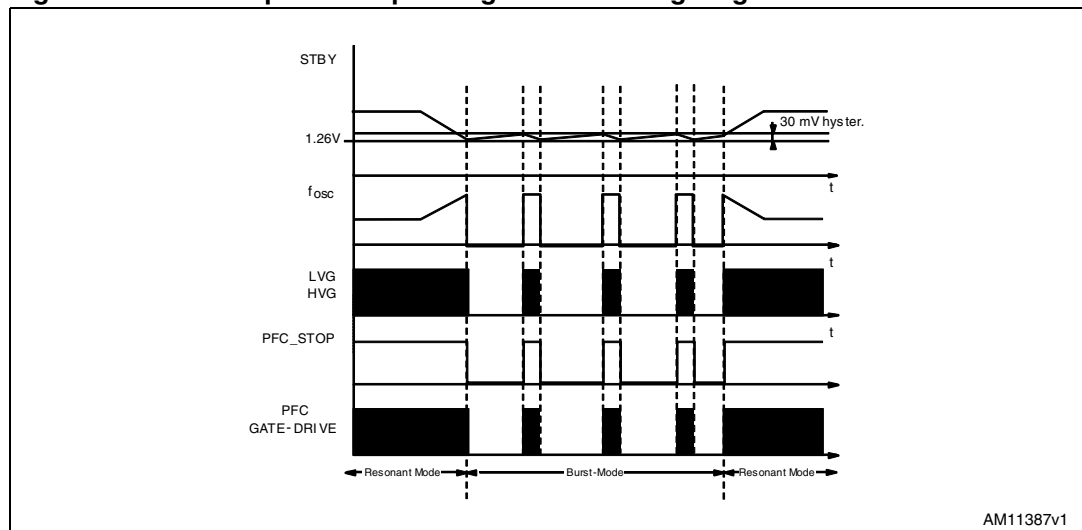 STBY
30 mV hyster.
1.26V
t
fosc
t
LVG
HVG
t
PFC_STOP
PFC
GATE-DRIVE
Resonant Mode
Burst-Mode
Resonant Mode
AM11387v1